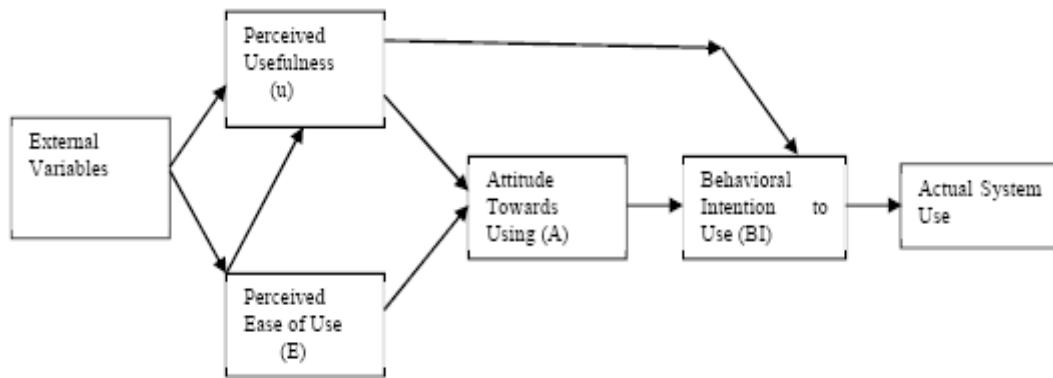 Perceived
Usefulness
(u)
External
Variables
Attitude
Towards
Using (A)
Behavioral
Intention to
Use (BI)
Actual System
Use
Perceived
Ease of Use
(E)